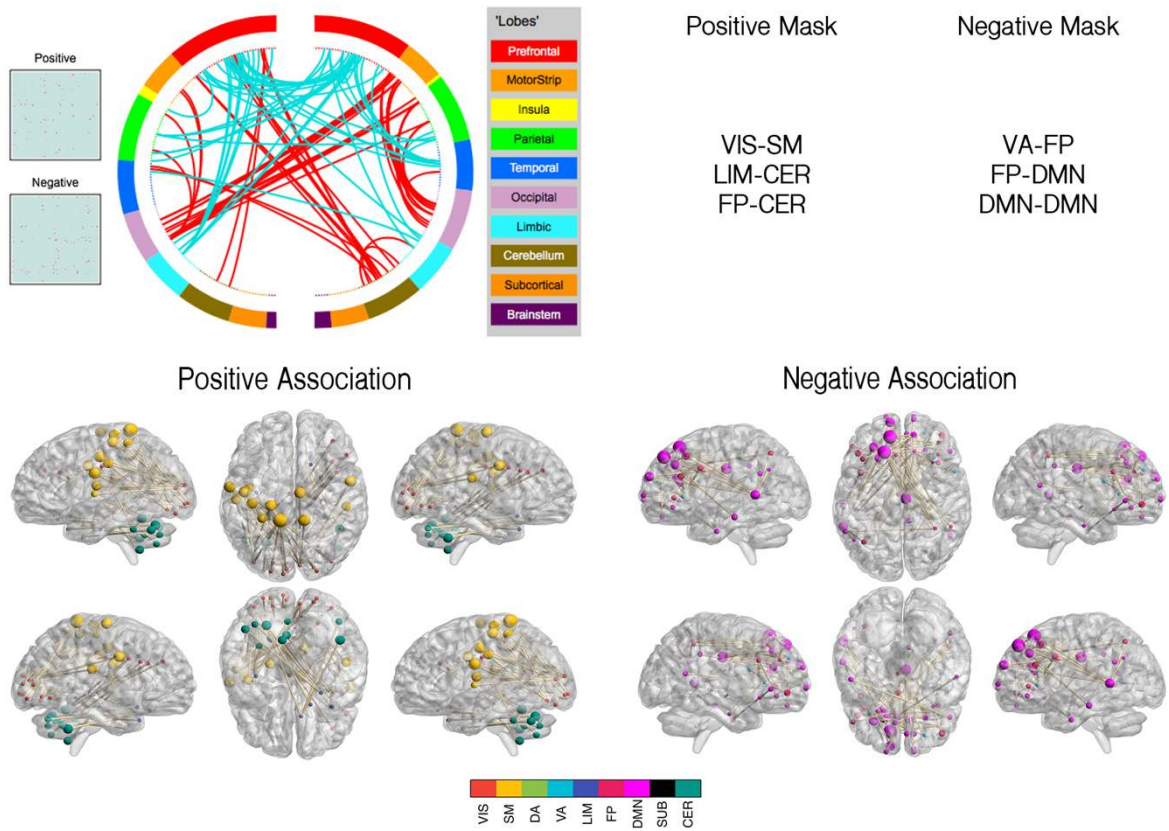 Positive
Negative
'Lobes'
Prefrontal
MotorStrip
Insula
Parietal
Temporal
Occipital
Limbic
Cerebellum
Subcortical
Brainstem
Positive Mask
VIS-SM
LIM-CER
FP-CER
Negative Mask
VA-FP
FP-DMN
DMN-DMN
Positive Association
Negative Association
VIS
SM
DA
VA
LIM
FP
DMN
SUB
CER